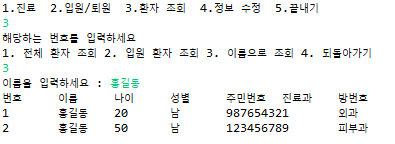 1.진료 2.입원/퇴원 3.환자 조회 4.정보 수정 5.끝내기
3
해당하는 번호를 입력하세요
1. 전체 환자 조회 2. 입원 환자 조회 3. 이름으로 조회 4. 되돌아가기
3
이름을 입력하세요 : 홍길동
번호 이름 나이 성별 주민번호 진료과 방번호
1 홍길동 20 남 987654321 외과
2 홍길동 50 남 123456789 피부과